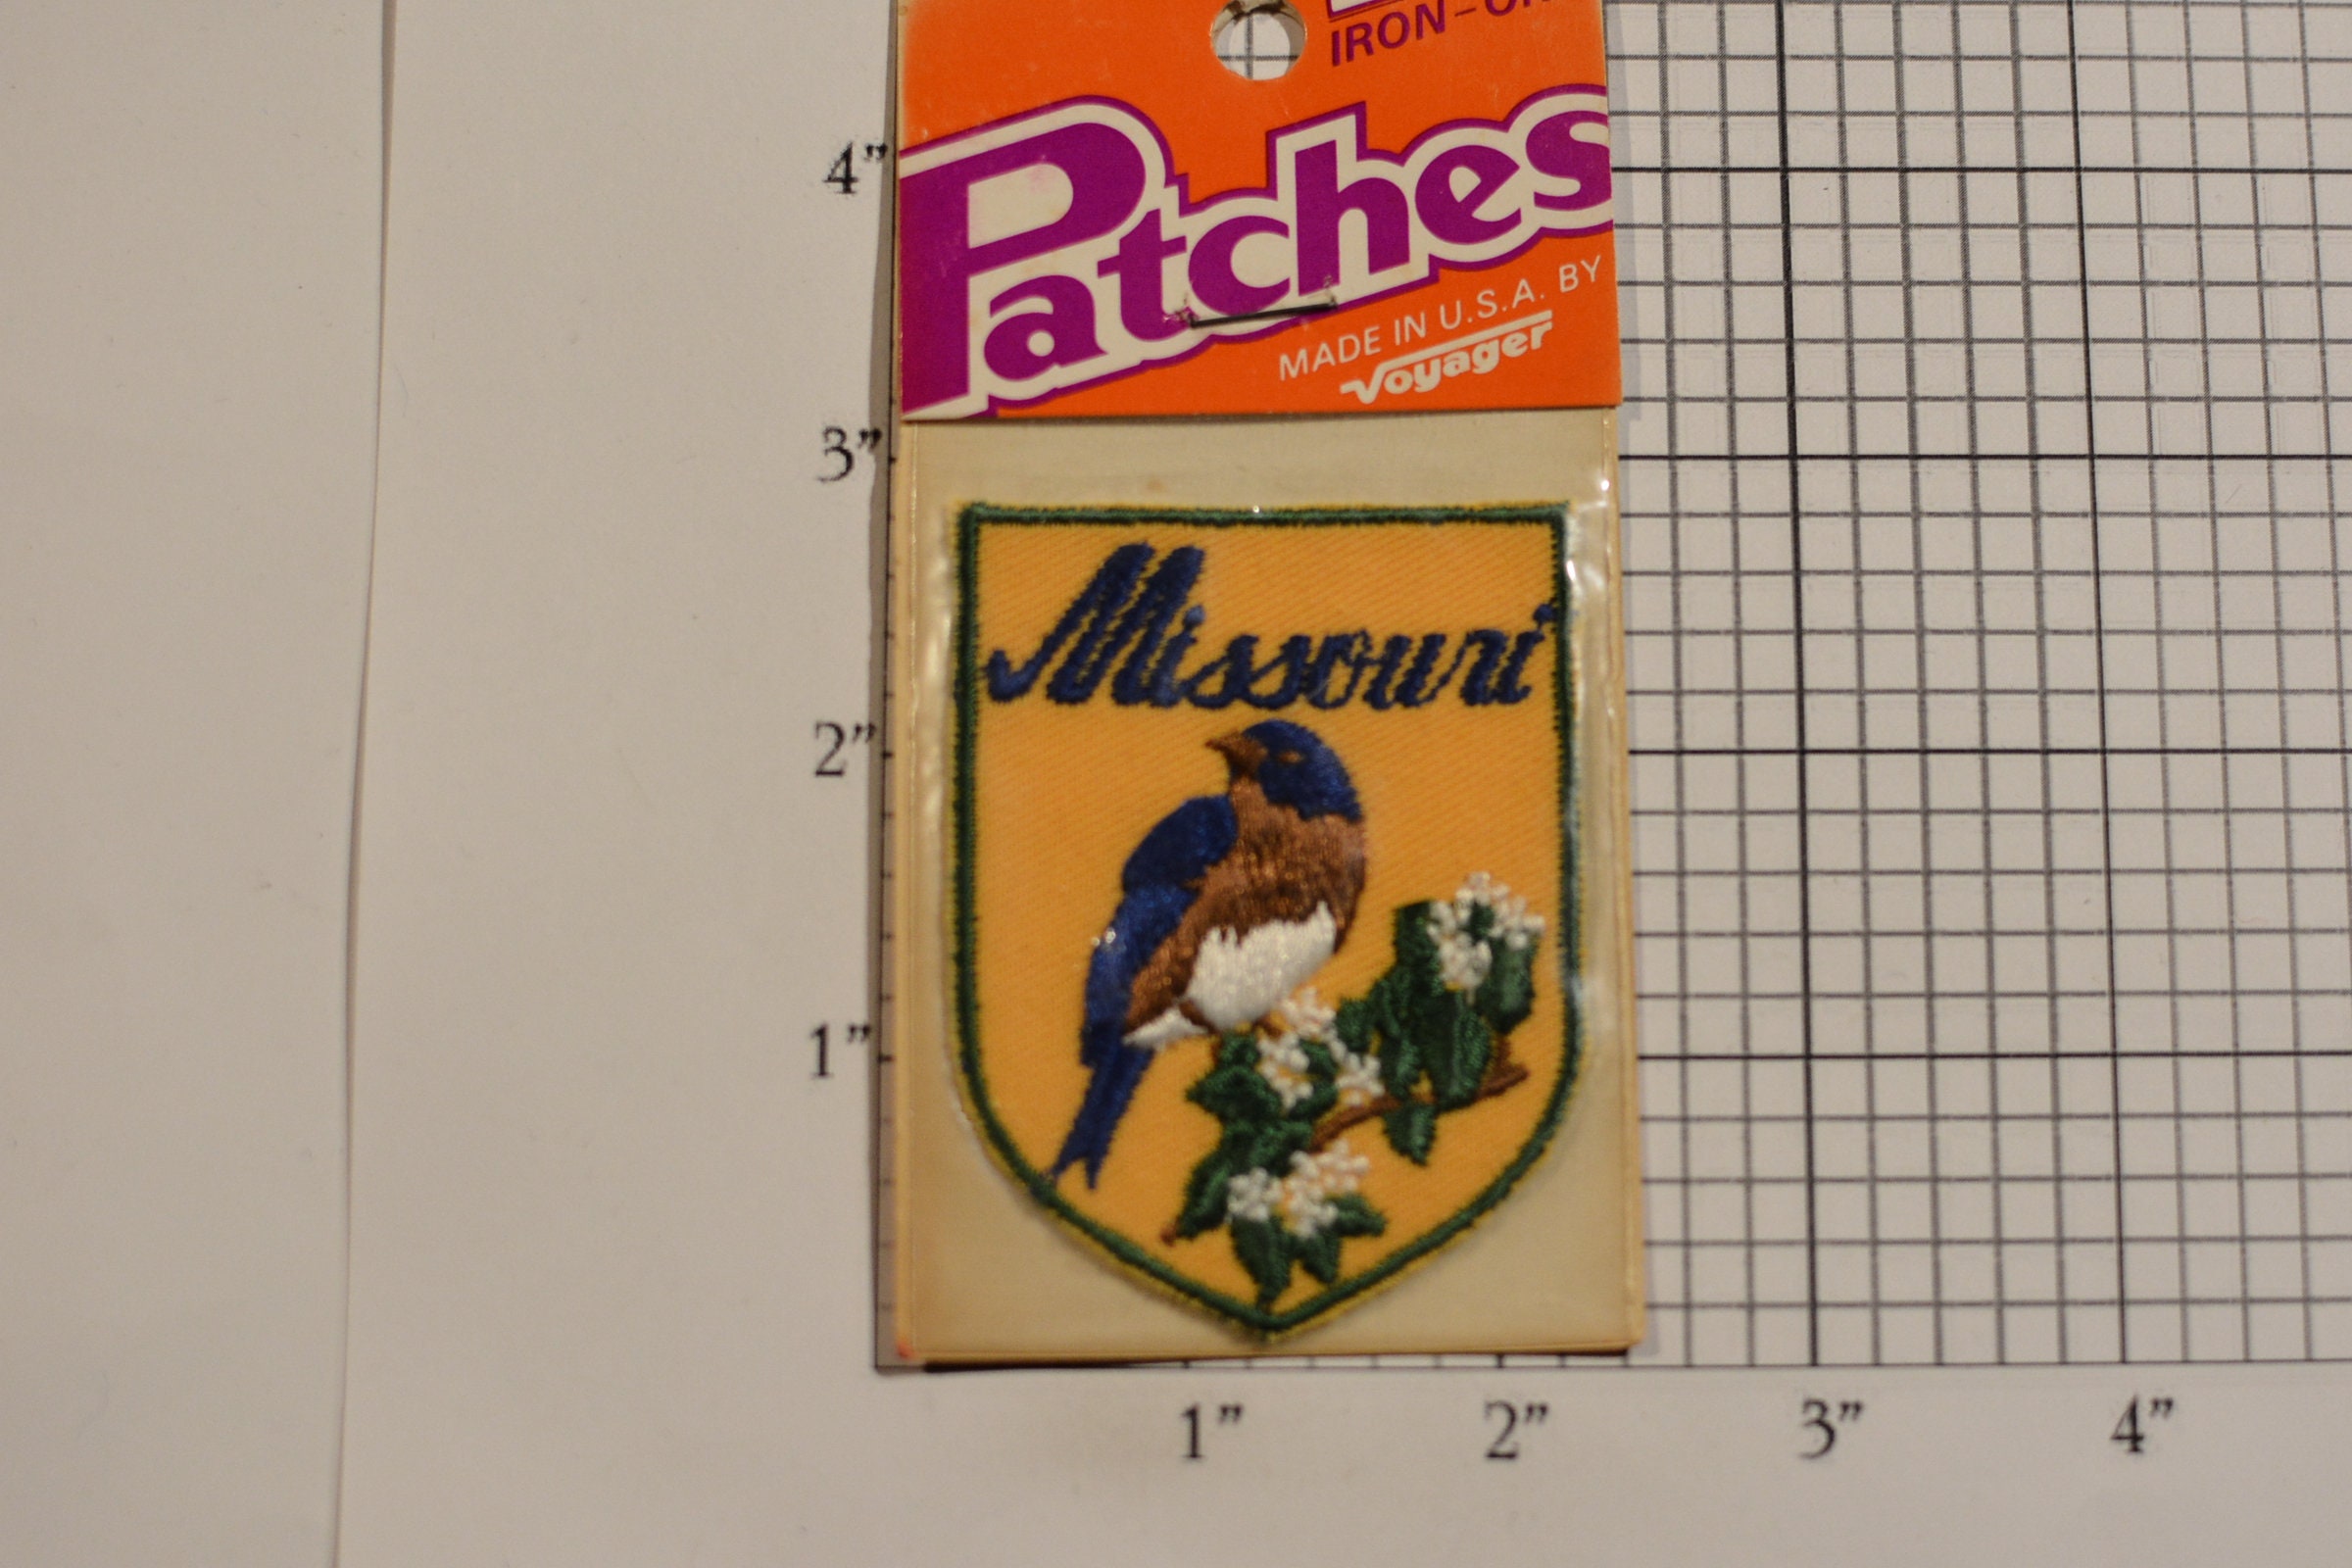 IRON-ON
Patches
MADE IN U.S.A. BY
Voyager
4"
3"
2"
1"
Missouri
1" 2" 3" 4"